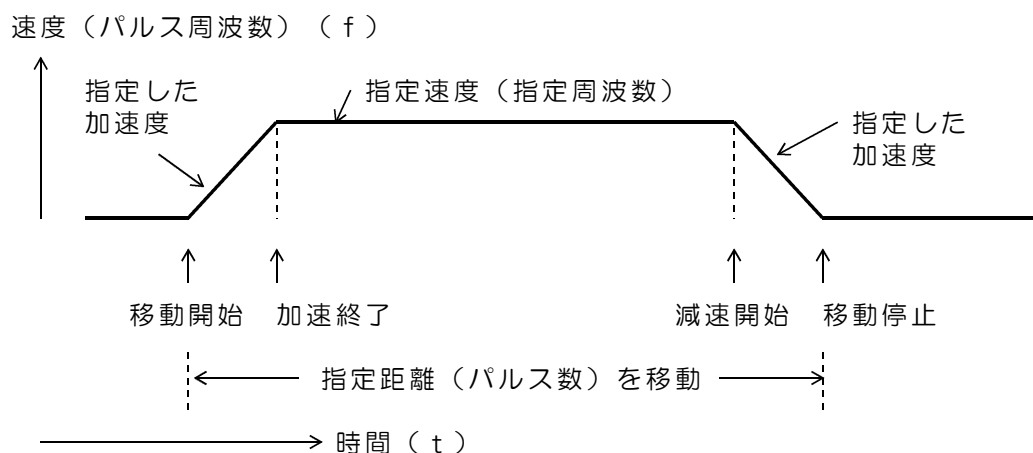 速度（パルス周波数）（ｆ）
指定した
加速度
指定速度（指定周波数）
指定した
加速度
移動開始
加速終了
減速開始
移動停止
指定距離（パルス数）を移動
時間（ｔ）